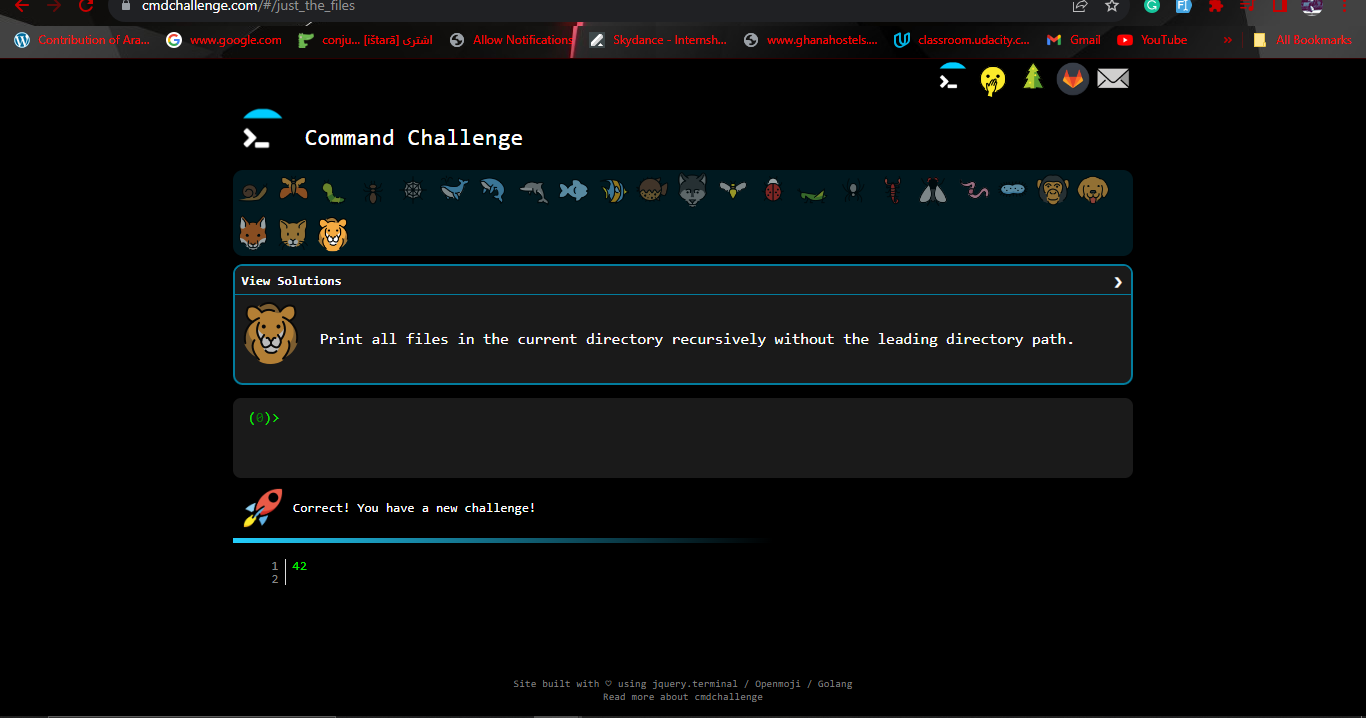 cmdchallenge.com/#/just_the_files
Contribution of Ara... www.google.com conju... [ištarā] اشترى Allow Notifications Skydance - Internsh... www.ghanahostels.... classroom.udacity.c... Gmail YouTube » All Bookmarks
Command Challenge
View Solutions
Print all files in the current directory recursively without the leading directory path.
(0)>
Correct! You have a new challenge!
1 42
2
Site built with ♡ using jquery.terminal / Openmoji / Golang
Read more about cmdchallenge